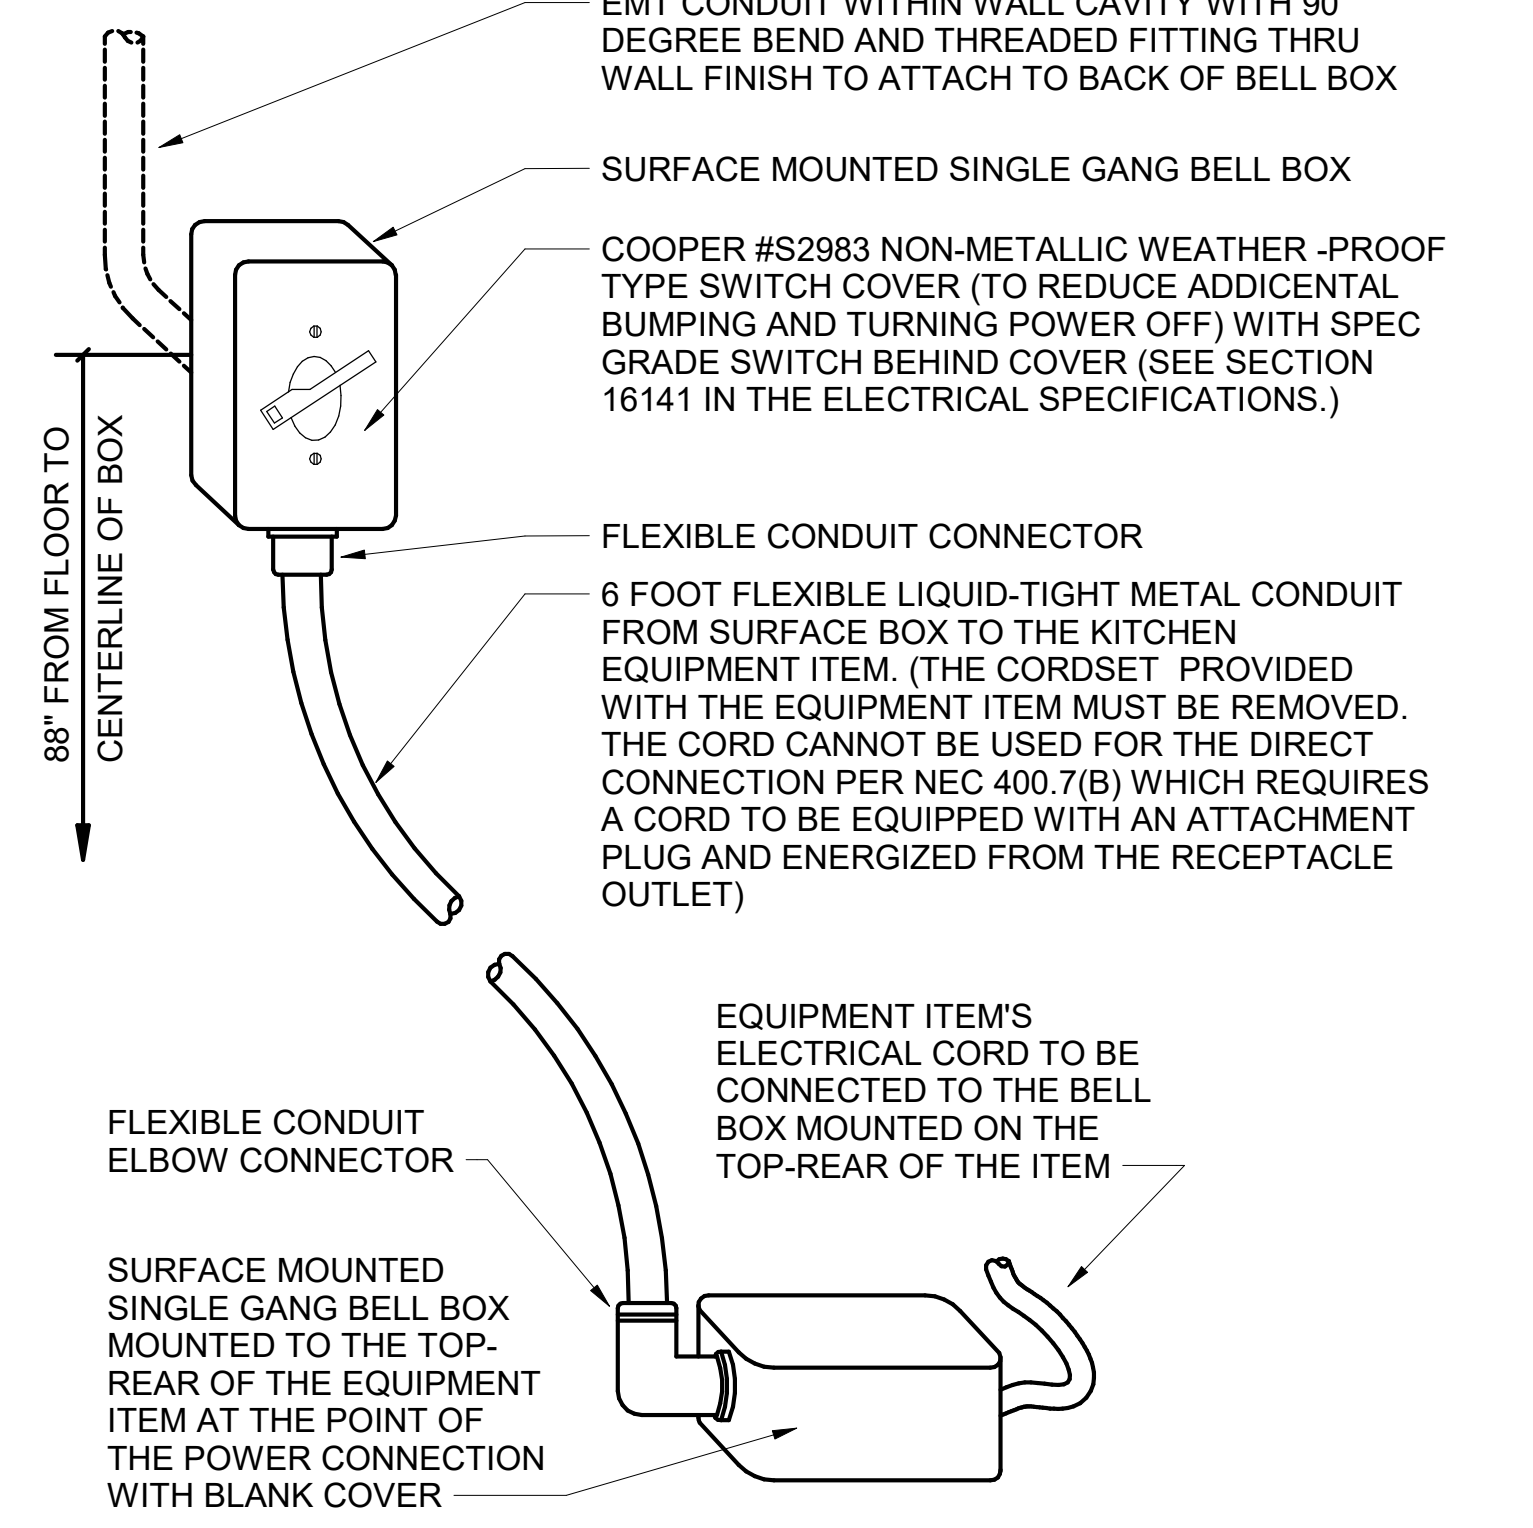 EMT CONDUIT WITHIN WALL CAVITY WITH 90
DEGREE BEND AND THREADED FITTING THRU
WALL FINISH TO ATTACH TO BACK OF BELL BOX
SURFACE MOUNTED SINGLE GANG BELL BOX
COOPER #S2983 NON-METALLIC WEATHER -PROOF
TYPE SWITCH COVER (TO REDUCE ADDICENTAL
BUMPING AND TURNING POWER OFF) WITH SPEC
GRADE SWITCH BEHIND COVER (SEE SECTION
16141 IN THE ELECTRICAL SPECIFICATIONS.)
88" FROM FLOOR TO
CENTERLINE OF BOX
FLEXIBLE CONDUIT CONNECTOR
6 FOOT FLEXIBLE LIQUID-TIGHT METAL CONDUIT
FROM SURFACE BOX TO THE KITCHEN
EQUIPMENT ITEM. (THE CORDSET PROVIDED
WITH THE EQUIPMENT ITEM MUST BE REMOVED.
THE CORD CANNOT BE USED FOR THE DIRECT
CONNECTION PER NEC 400.7(B) WHICH REQUIRES
A CORD TO BE EQUIPPED WITH AN ATTACHMENT
PLUG AND ENERGIZED FROM THE RECEPTACLE
OUTLET)
EQUIPMENT ITEM'S
ELECTRICAL CORD TO BE
CONNECTED TO THE BELL
BOX MOUNTED ON THE
TOP-REAR OF THE ITEM
FLEXIBLE CONDUIT
ELBOW CONNECTOR
SURFACE MOUNTED
SINGLE GANG BELL BOX
MOUNTED TO THE TOP-
REAR OF THE EQUIPMENT
ITEM AT THE POINT OF
THE POWER CONNECTION
WITH BLANK COVER